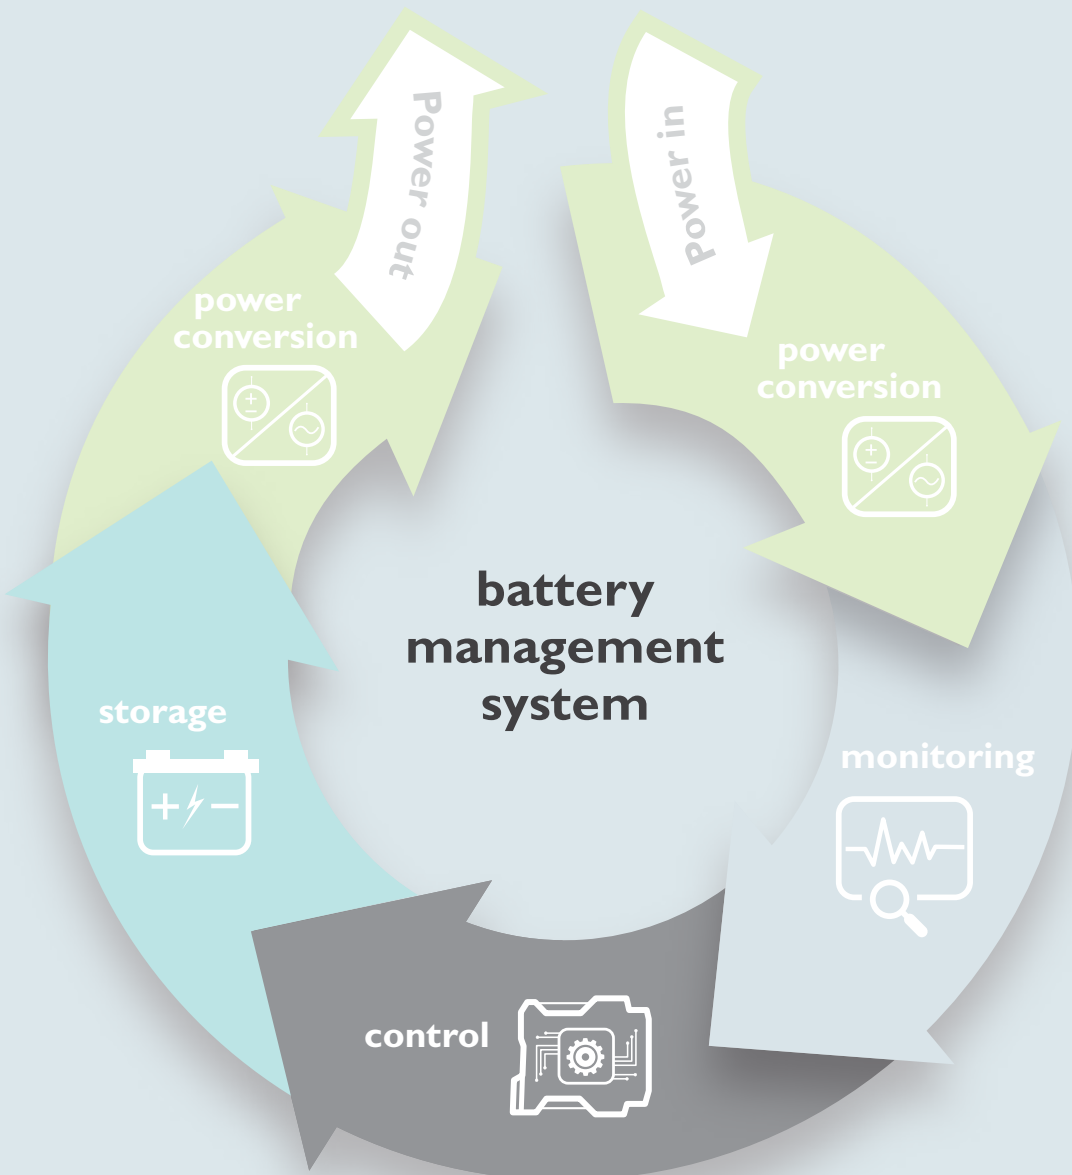 Power out
Power in
power
conversion
power
conversion
battery
management
system
storage
monitoring
control